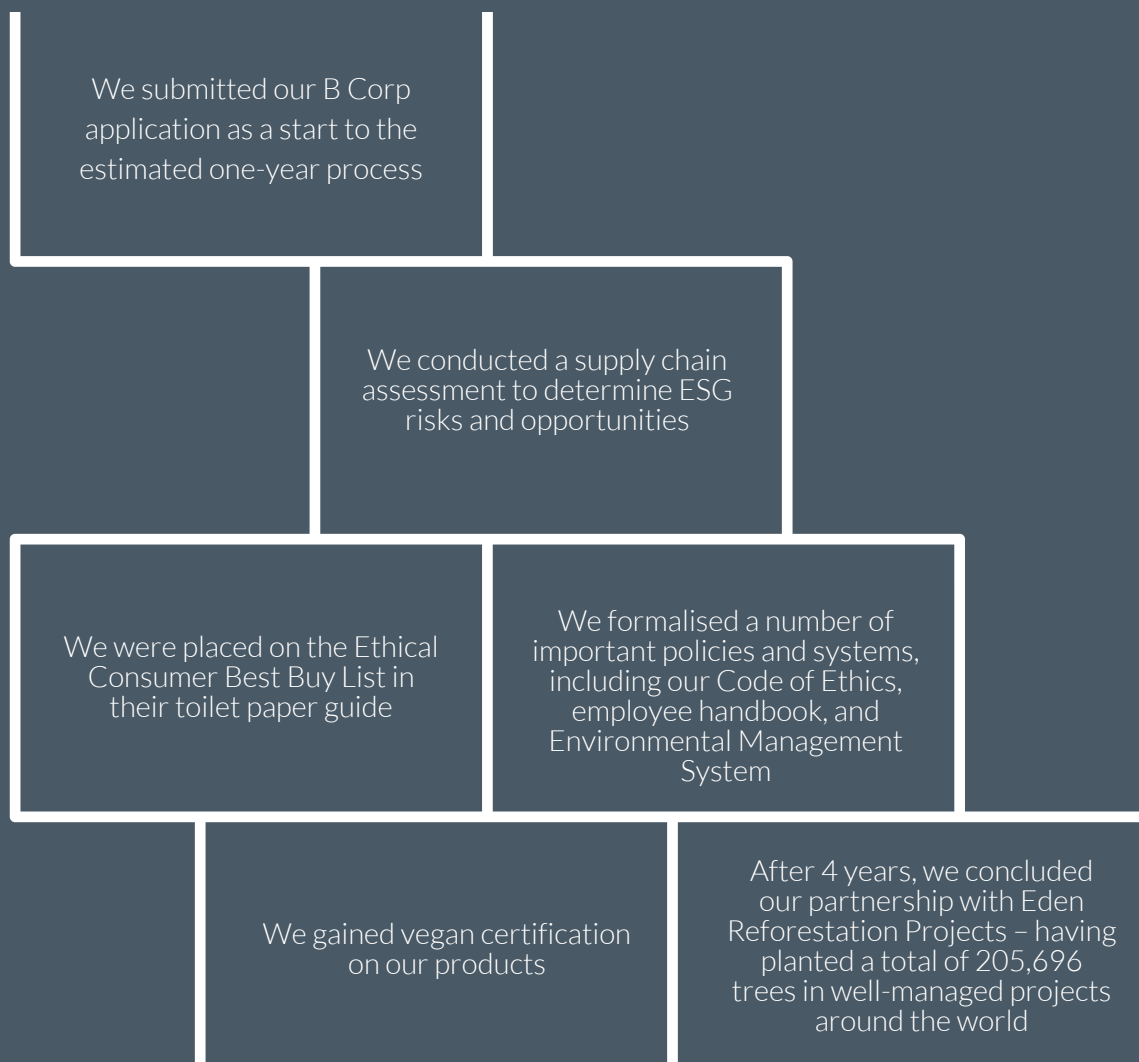 We submitted our B Corp
application as a start to the
estimated one-year process
We conducted a supply chain
assessment to determine ESG
risks and opportunities
We were placed on the Ethical
Consumer Best Buy List in
their toilet paper guide
We formalised a number of
important policies and systems,
including our Code of Ethics,
employee handbook, and
Environmental Management
System
We gained vegan certification
on our products
After 4 years, we concluded
our partnership with Eden
Reforestation Projects – having
planted a total of 205,696
trees in well-managed projects
around the world